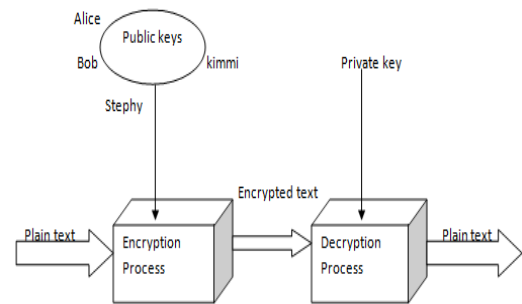 Alice
Public keys
Bob
kimmi
Private key
Stephy
Encrypted text
Plain text
Encryption
Process
Decryption
Process
Plain text